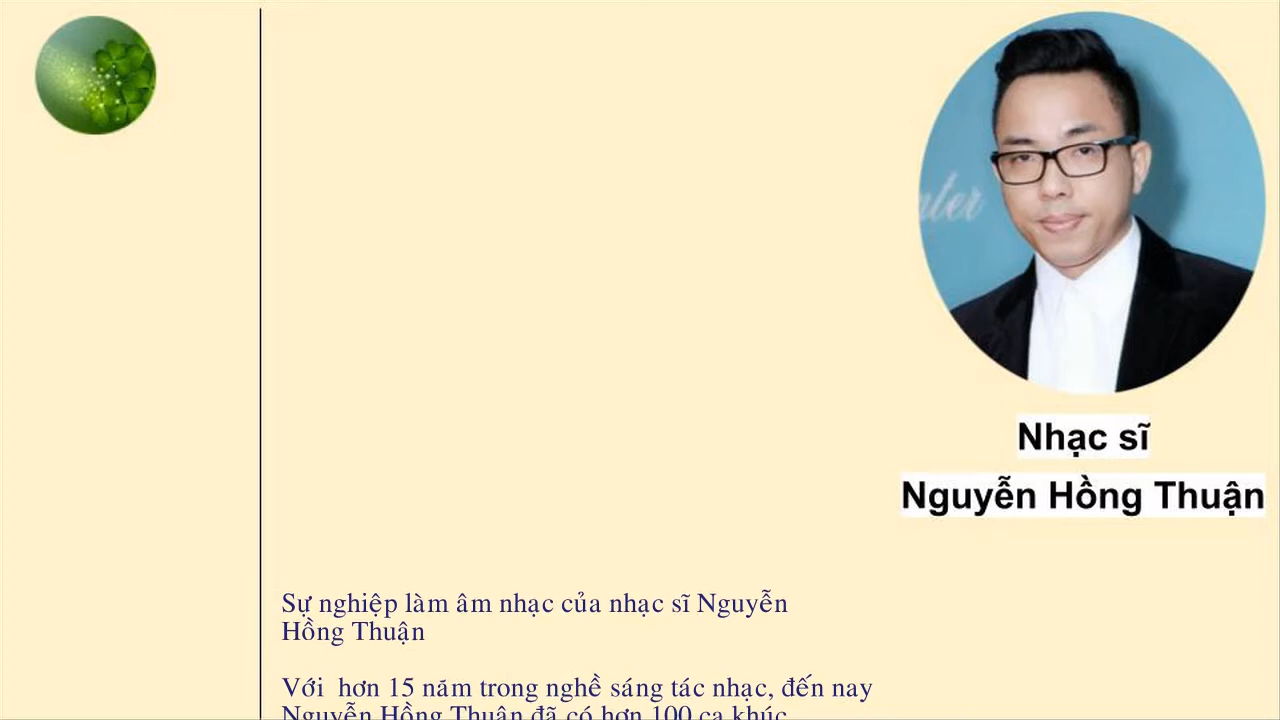 nter
Nhạc sĩ
Nguyễn Hồng Thuận
Sự nghiệp làm âm nhạc của nhạc sĩ Nguyễn
Hồng Thuận
Với  hơn 15 năm trong nghề sáng tác nhạc, đến nay
Nguyễn Hồng Thuận đã có hơn 100 ca khúc